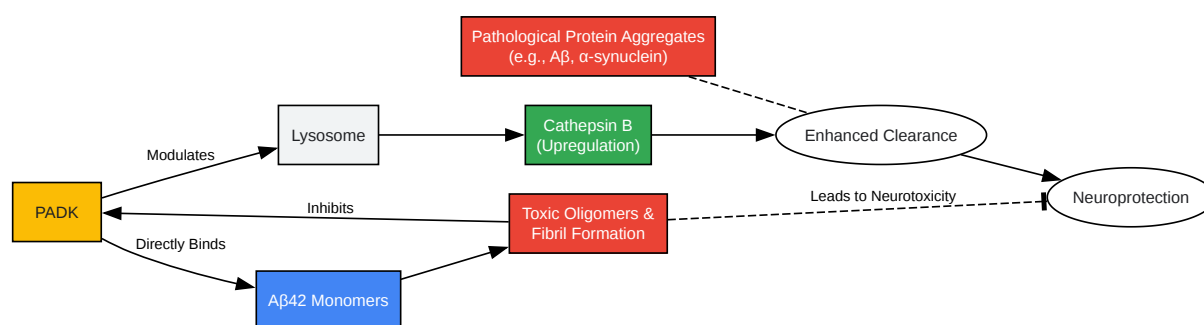 Pathological Protein Aggregates
(e.g., Aβ, α-synuclein)
Lysosome
Cathepsin B
(Upregulation)
Enhanced Clearance
Modulates
Leads to Neurotoxicity
Neuroprotection
PADK
Inhibits
Toxic Oligomers &
Fibril Formation
Directly Binds
Aβ42 Monomers